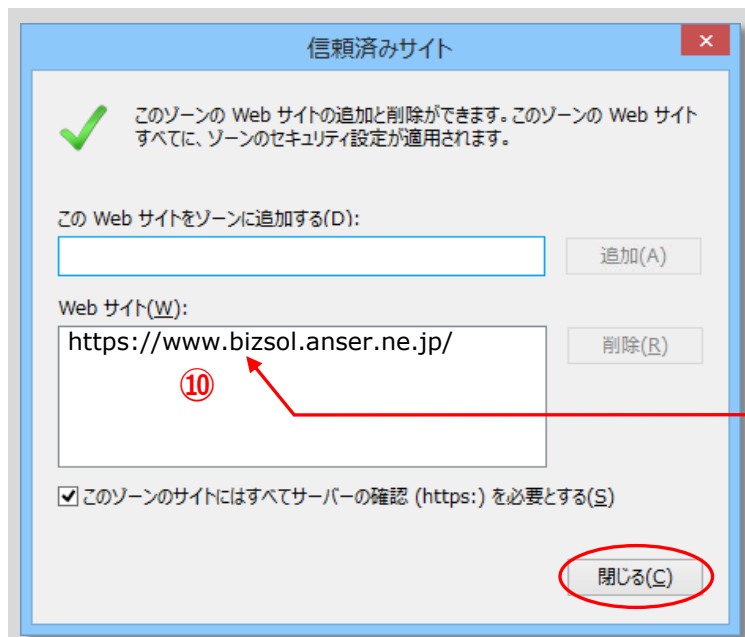 信頼済みサイト
このゾーンの Web サイトの追加と削除ができます。このゾーンの Web サイト
すべてに、ゾーンのセキュリティ設定が適用されます。
この Web サイトをゾーンに追加する(D):
追加(A)
Web サイト(W):
https://www.bizsol.anser.ne.jp/
削除(R)
⑩
このゾーンのサイトにはすべてサーバーの確認 (https:) を必要とする(S)
閉じる(C)